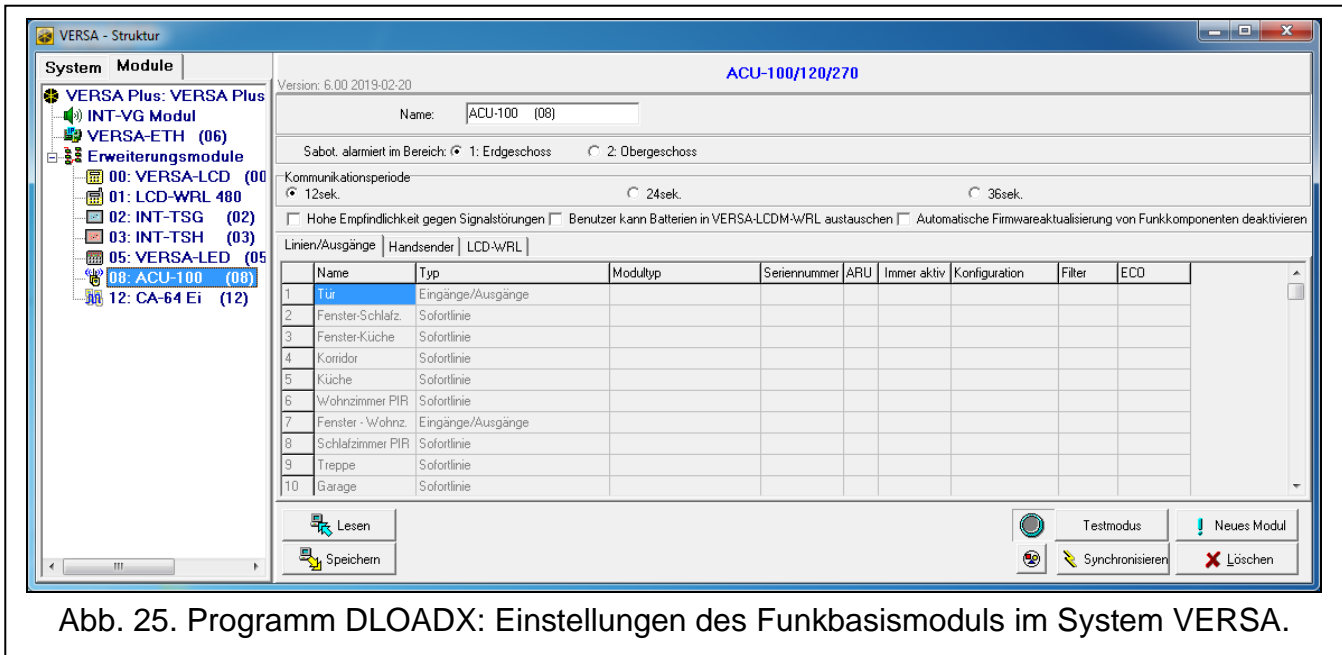 VERSA - Struktur
System Module
VERSA Plus: VERSA Plus
INT-VG Modul
VERSA-ETH (06)
Erweiterungsmodule
00: VERSA-LCD (00
01: LCD-WRL 480
02: INT-TSG (02)
03: INT-TSH (03)
05: VERSA-LED (05
08: ACU-100 (08)
12: CA-64 Ei (12)
ACU-100/120/270
Version: 6.00 2019-02-20
Name: ACU-100 (08)
Sabot. alarmiert im Bereich: 1: Erdgeschoss 2: Obergeschoss
Kommunikationsperiode
12sek. 24sek. 36sek.
Hohe Empfindlichkeit gegen Signalstörungen Benutzer kann Batterien in VERSA-LCDM-WRL austauschen Automatische Firmwareaktualisierung von Funkkomponenten deaktivieren
Linien/Ausgänge Handsender LCD-WRL
Name Typ Modultyp Seriennummer ARU Immer aktiv Konfiguration Filter ECO
1 Tür Eingänge/Ausgänge
2 Fenster-Schlafz. Sofortlinie
3 Fenster-Küche Sofortlinie
4 Korridor Sofortlinie
5 Küche Sofortlinie
6 Wohnzimmer PIR Sofortlinie
7 Fenster - Wohnz. Eingänge/Ausgänge
8 Schlafzimmer PIR Sofortlinie
9 Treppe Sofortlinie
10 Garage Sofortlinie
Lesen Testmodus Neues Modul
Speichern Synchronisieren Löschen
Abb. 25. Programm DLOADX: Einstellungen des Funkbasismoduls im System VERSA.